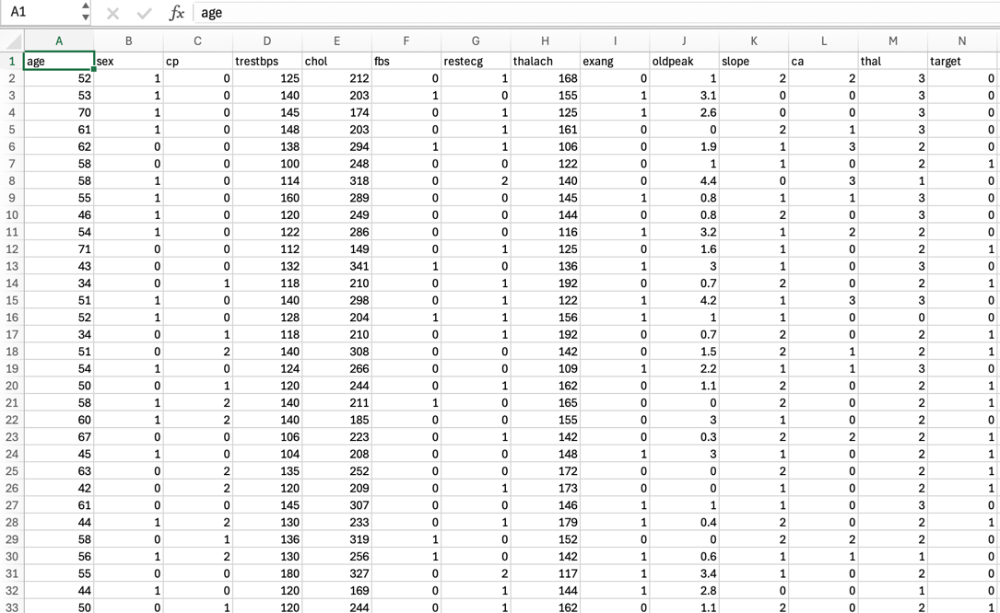 A1 fx age
A B C D E F G H I J K L M N
1 age sex cp trestbps chol fbs restecg thalach exang oldpeak slope ca thal target
2 52 1 0 125 212 0 1 168 0 1 2 2 3 0
3 53 1 0 140 203 1 0 155 1 3.1 0 0 3 0
4 70 1 0 145 174 0 1 125 1 2.6 0 0 3 0
5 61 1 0 148 203 0 1 161 0 0 2 1 3 0
6 62 0 0 138 294 1 1 106 0 1.9 1 3 2 0
7 58 0 0 100 248 0 0 122 0 1 1 0 2 1
8 58 1 0 114 318 0 2 140 0 4.4 0 3 1 0
9 55 1 0 160 289 0 0 145 1 0.8 1 1 3 0
10 46 1 0 120 249 0 0 144 0 0.8 2 0 3 0
11 54 1 0 122 286 0 0 116 1 3.2 1 2 2 0
12 71 0 0 112 149 0 1 125 0 1.6 1 0 2 1
13 43 0 0 132 341 1 0 136 1 3 1 0 3 0
14 34 0 1 118 210 0 1 192 0 0.7 2 0 2 1
15 51 1 0 140 298 0 1 122 1 4.2 1 3 3 0
16 52 1 0 128 204 1 1 156 1 1 1 0 0 0
17 34 0 1 118 210 0 1 192 0 0.7 2 0 2 1
18 51 0 2 140 308 0 0 142 0 1.5 2 1 2 1
19 54 1 0 124 266 0 0 109 1 2.2 1 1 3 0
20 50 0 1 120 244 0 1 162 0 1.1 2 0 2 1
21 58 1 2 140 211 1 0 165 0 0 2 0 2 1
22 60 1 2 140 185 0 0 155 0 3 1 0 2 0
23 67 0 0 106 223 0 1 142 0 0.3 2 2 2 1
24 45 1 0 104 208 0 0 148 1 3 1 0 2 1
25 63 0 2 135 252 0 0 172 0 0 2 0 2 1
26 42 0 2 120 209 0 1 173 0 0 1 0 2 1
27 61 0 0 145 307 0 0 146 1 1 1 0 3 0
28 44 1 2 130 233 0 1 179 1 0.4 2 0 2 1
29 58 0 1 136 319 1 0 152 0 0 2 2 2 0
30 56 1 2 130 256 1 0 142 1 0.6 1 1 1 0
31 55 0 0 180 327 0 2 117 1 3.4 1 0 2 0
32 44 1 0 120 169 0 1 144 1 2.8 0 0 1 0
33 50 0 1 120 244 0 1 162 0 1.1 2 0 2 1